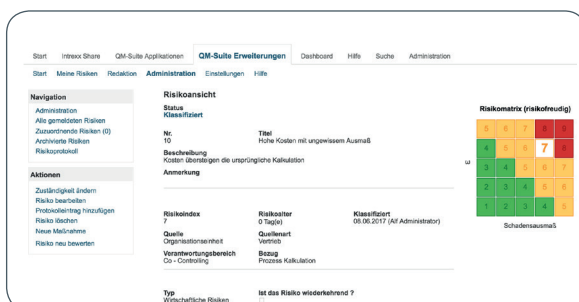 Start Intrexx Share QM-Suite Applikationen QM-Suite Erweiterungen Dashboard Hilfe Suche Administration
Start Meine Risiken Redaktion Administration Einstellungen Hilfe
Navigation
Administration
Alle gemeldeten Risiken
Zuzuordnende Risiken (0)
Archivierte Risiken
Risikoprotokoll
Aktionen
Zuständigkeit ändern
Risiko bearbeiten
Protokolleintrag hinzufügen
Risiko löschen
Neue Maßnahme
Risiko neu bewerten
Risikoansicht
Status
Klassifiziert
Nr. Titel
10 Hohe Kosten mit ungewissem Ausmaß
Beschreibung
Kosten übersteigen die ursprüngliche Kalkulation
Anmerkung
Risikoindex Risikoalter Klassifiziert
7 0 Tag(e) 08.06.2017 (Alf Administrator)
Quelle Quellenart
Organisationseinheit Vertrieb
Verantwortungsbereich Bezug
Co - Controlling Prozess Kalkulation
Typ Ist das Risiko wiederkehrend ?
Wirtschaftliche Risiken
Risikomatrix (risikofreudig)
5 6 7 8 9
4 5 6 7 8
E
3 4 5 6 7
2 3 4 5 6
1 2 3 4 5
Schadensausmaß